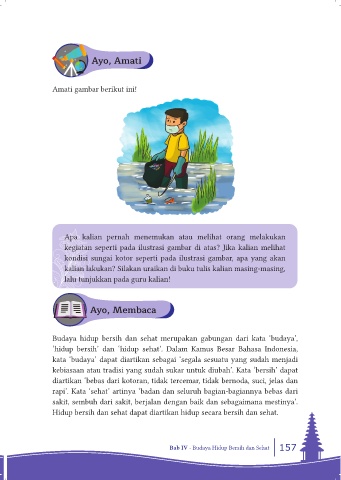 Ayo, Amati
Amati gambar berikut ini!
Apa kalian pernah menemukan atau melihat orang melakukan
kegiatan seperti pada ilustrasi gambar di atas? Jika kalian melihat
kondisi sungai kotor seperti pada ilustrasi gambar, apa yang akan
kalian lakukan? Silakan uraikan di buku tulis kalian masing-masing,
lalu tunjukkan pada guru kalian!
Ayo, Membaca
Budaya hidup bersih dan sehat merupakan gabungan dari kata 'budaya',
'hidup bersih' dan 'hidup sehat'. Dalam Kamus Besar Bahasa Indonesia,
kata 'budaya' dapat diartikan sebagai 'segala sesuatu yang sudah menjadi
kebiasaan atau tradisi yang sudah sukar untuk diubah'. Kata 'bersih' dapat
diartikan 'bebas dari kotoran, tidak tercemar, tidak bernoda, suci, jelas dan
rapi'. Kata 'sehat' artinya 'badan dan seluruh bagian-bagiannya bebas dari
sakit, sembuh dari sakit, berjalan dengan baik dan sebagaimana mestinya'.
Hidup bersih dan sehat dapat diartikan hidup secara bersih dan sehat.
Bab IV - Budaya Hidup Bersih dan Sehat 157